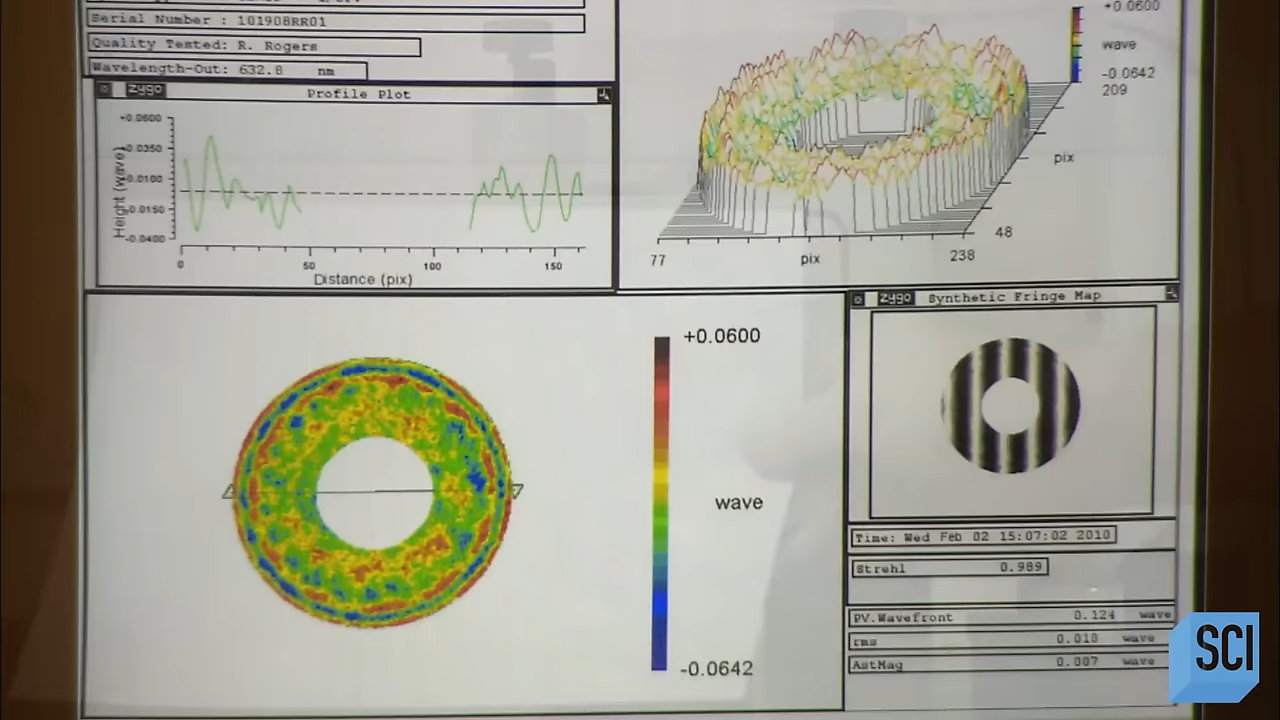 Serial Number : 101908RR01
Quality Tested: R. Rogers
Wavelength-Out: 632.8 nm
zygo
Profile Plot
+0.0600
+0.0350
+0.0100
-0.0150
-0.0400
Height (wave)
0
50
100
150
Distance (pix)
+0.0600
wave
-0.0642
209
pix
48
77
pix
238
+0.0600
wave
-0.0642
zygo Synthetic Fringe Map
Time: Wed Feb 02 15:07:02 2010
Strehl 0.989
PV.Wavefront 0.124 wave
rms wave
AstMag 0.007 wave
SCI